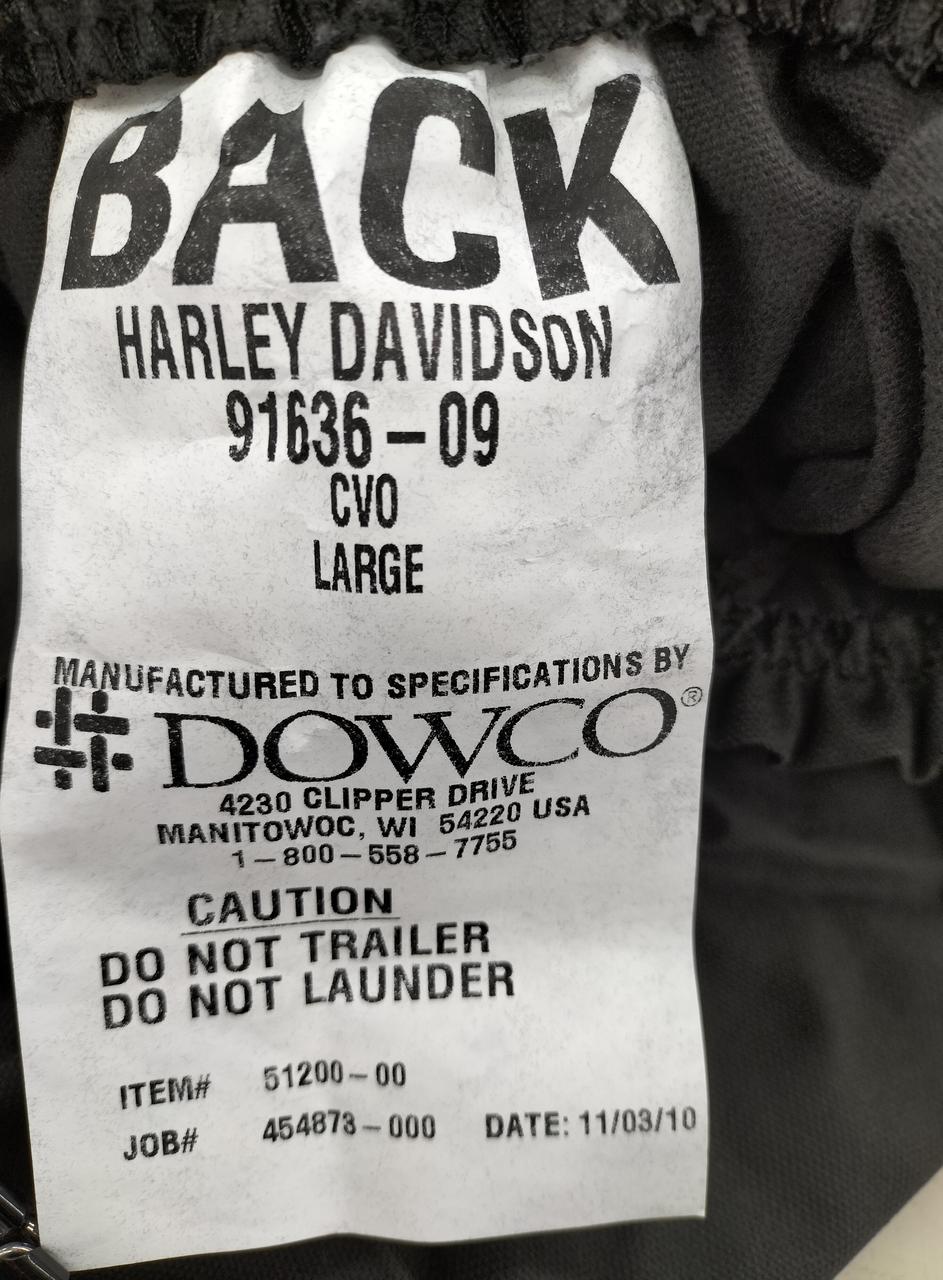 BACK
HARLEY DAVIDSON
91636-09
CVO
LARGE
MANUFACTURED TO SPECIFICATIONS BY
DOWCO®
4230 CLIPPER DRIVE
MANITOWOC, WI 54220 USA
1-800-558-7755
CAUTION
DO NOT TRAILER
DO NOT LAUNDER
ITEM# 51200-00
JOB# 454873-000 DATE: 11/03/10